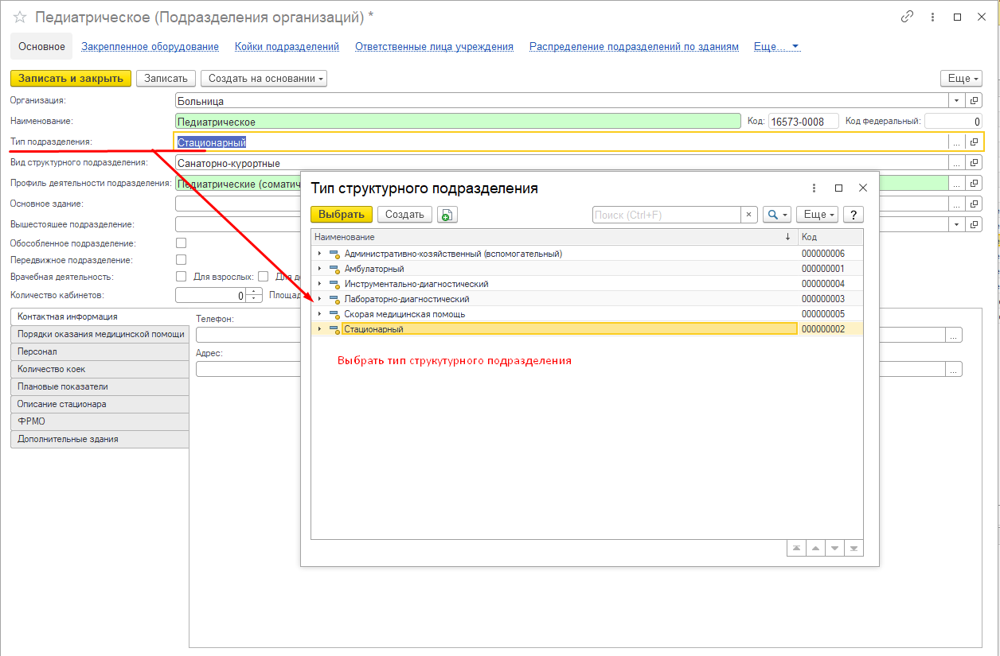 Педиатрическое (Подразделения организаций) *
Основное Закрепленное оборудование Койки подразделений Ответственные лица учреждения Распределение подразделений по зданиям Еще...
Записать и закрыть Записать Создать на основании Еще
Организация: Больница
Наименование: Педиатрическое Код: 16573-0008 Код Федеральный: 0
Тип подразделения: Стационарный ...
Вид структурного подразделения: Санаторно-курортные ...
Профиль деятельности подразделения: Педиатрические (соматич ...
Основное здание: ...
Вышестоящее подразделение:
Обособленное подразделение:
Передвижное подразделение:
Врачебная деятельность: Для взрослых: Для д
Количество кабинетов: 0 Площад
Контактная информация
Порядки оказания медицинской помощи
Персонал
Количество коек
Плановые показатели
Описание стационара
ФРМО
Дополнительные здания
Телефон:
...
Адрес:
...
Тип структурного подразделения
Выбрать Создать Поиск (Ctrl+F) × Еще ?
Наименование ↓ Код
Административно-хозяйственный (вспомогательный) 000000006
Амбулаторный 000000001
Инструментально-диагностический 000000004
Лабораторно-диагностический 000000003
Скорая медицинская помощь 000000005
Стационарный 000000002
Выбрать тип струкутурного подразделения